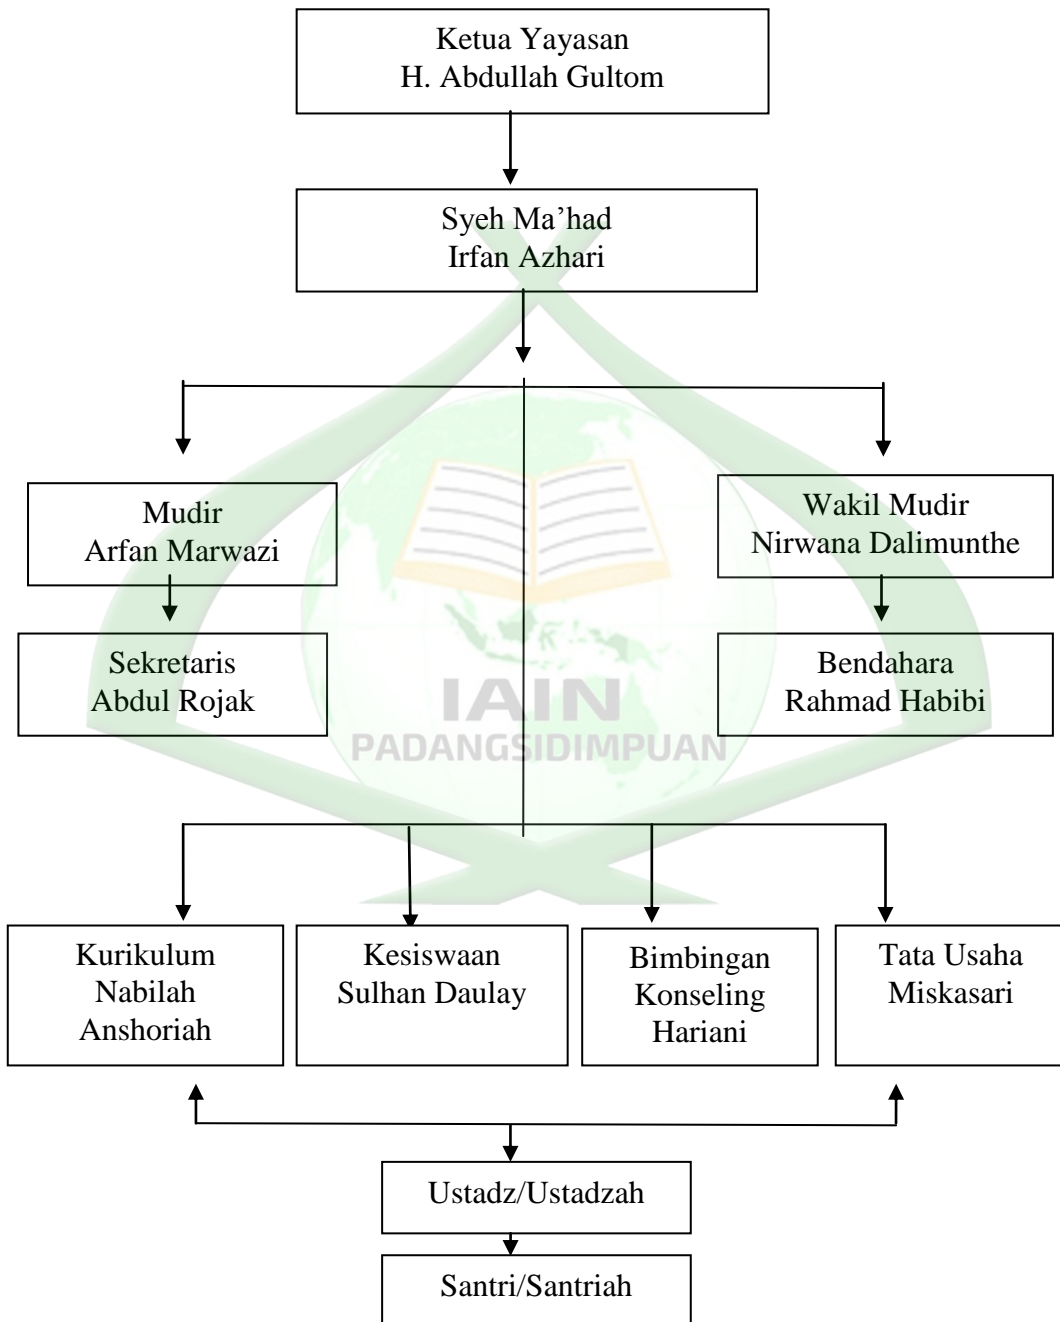 Ketua Yayasan
H. Abdullah Gultom
Syeh Ma’had
Irfan Azhari
Mudir
Arfan Marwazi
Wakil Mudir
Nirwana Dalimunthe
Sekretaris
Abdul Rojak
Bendahara
Rahmad Habibi
IAIN
PADANGSIDIMPUAN
Kurikulum
Nabilah
Anshoriah
Kesiswaan
Sulhan Daulay
Bimbingan
Konseling
Hariani
Tata Usaha
Miskasari
Ustadz/Ustadzah
Santri/Santriah